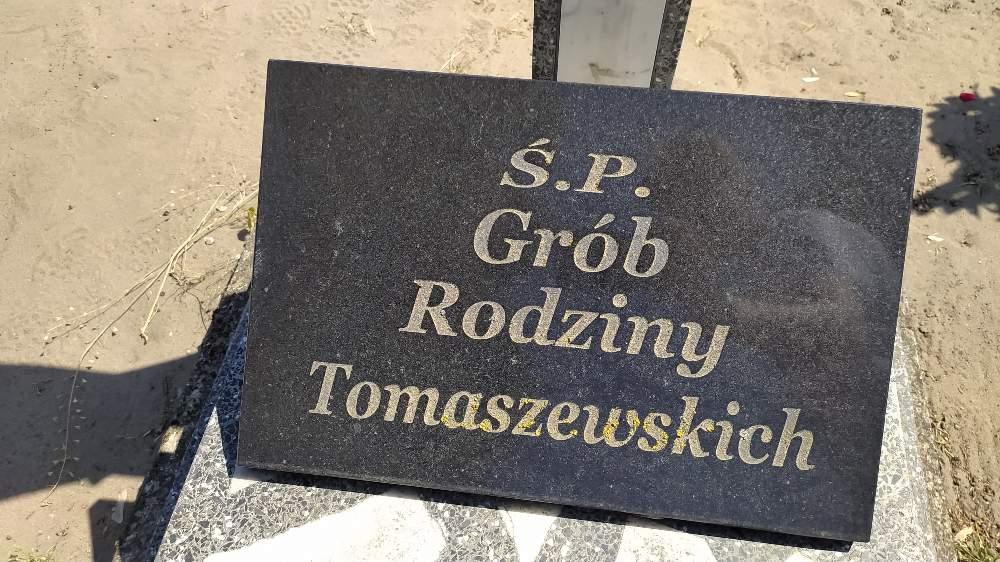 Ś.P.
Grób
Rodziny
Tomaszewskich